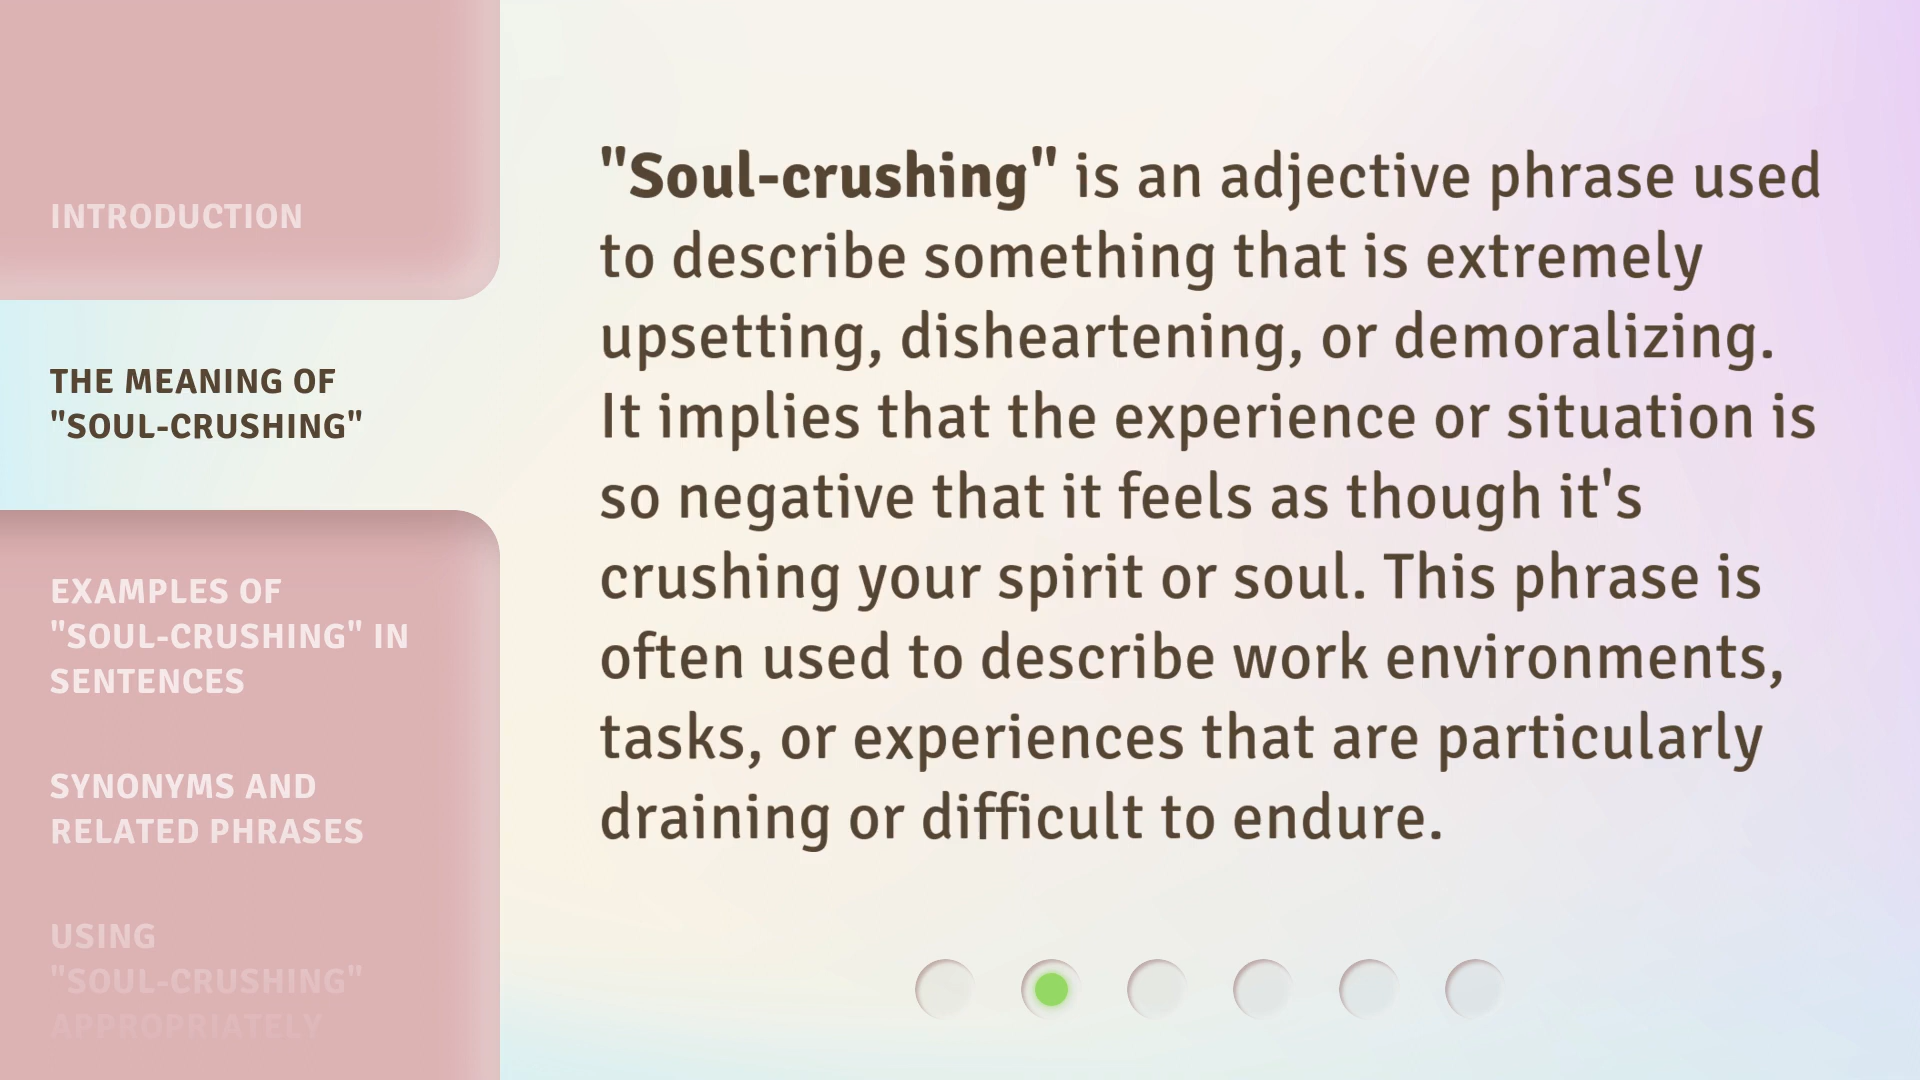 INTRODUCTION
THE MEANING OF
"SOUL-CRUSHING"
EXAMPLES OF
"SOUL-CRUSHING" IN
SENTENCES
SYNONYMS AND
RELATED PHRASES
USING
"SOUL-CRUSHING"
APPROPRIATELY
"Soul-crushing" is an adjective phrase used
to describe something that is extremely
upsetting, disheartening, or demoralizing.
It implies that the experience or situation is
so negative that it feels as though it's
crushing your spirit or soul. This phrase is
often used to describe work environments,
tasks, or experiences that are particularly
draining or difficult to endure.